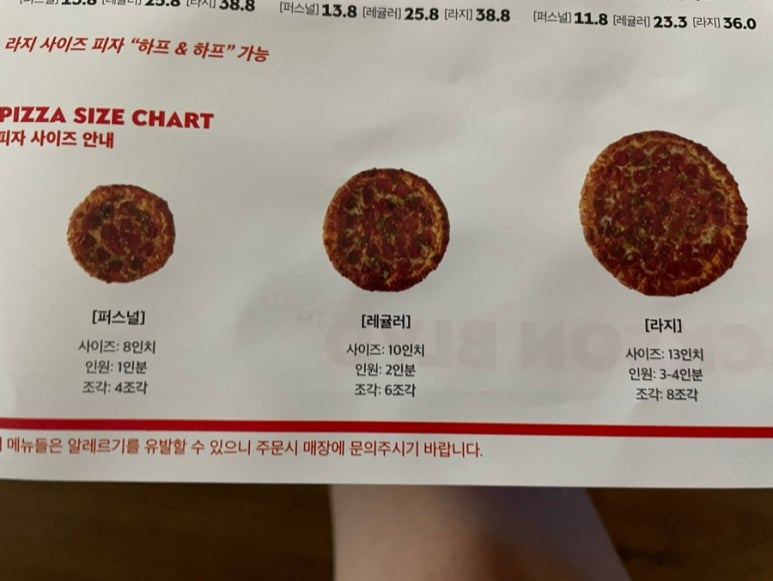 [라지] 38.8
[퍼스널] 13.8 [레귤러] 25.8 [라지] 38.8
[퍼스널] 11.8 [레귤러] 23.3 [라지] 36.0
라지 사이즈 피자 “하프 & 하프” 가능
PIZZA SIZE CHART
피자 사이즈 안내
[퍼스널]
사이즈: 8인치
인원: 1인분
조각: 4조각
[레귤러]
사이즈: 10인치
인원: 2인분
조각: 6조각
[라지]
사이즈: 13인치
인원: 3-4인분
조각: 8조각
메뉴들은 알레르기를 유발할 수 있으니 주문시 매장에 문의주시기 바랍니다.